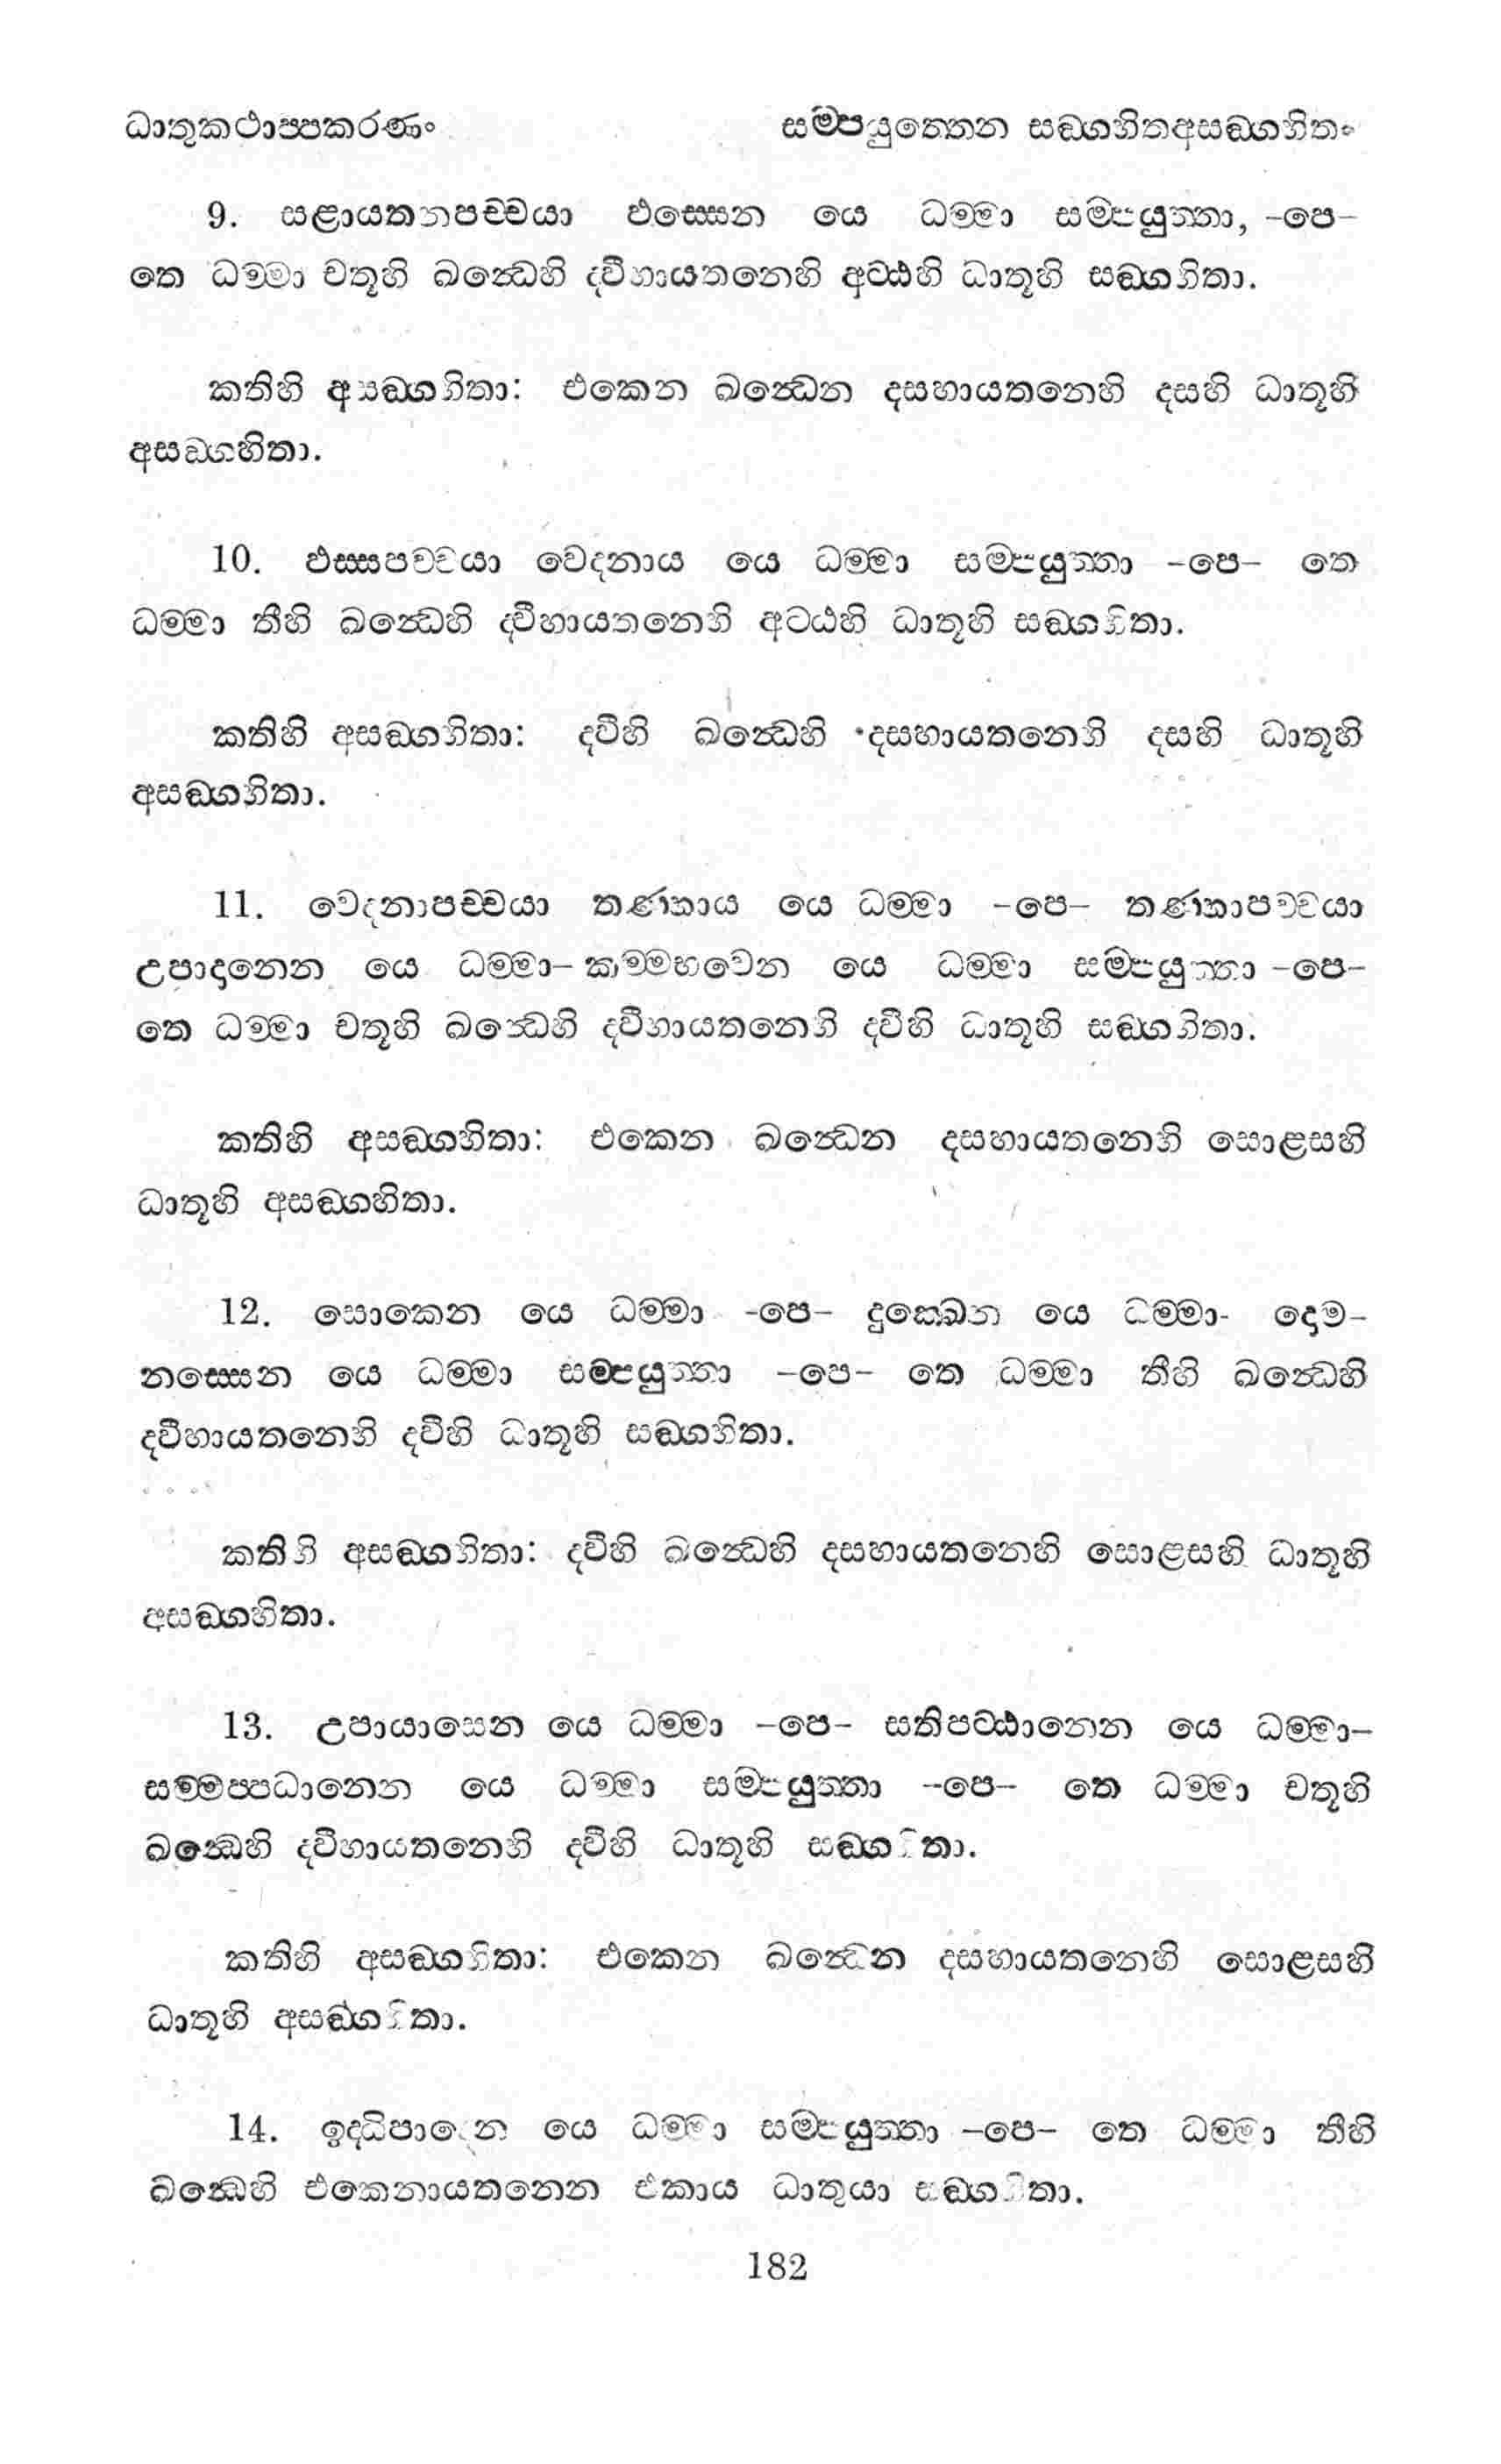 ධාතුකථාප්පකරණං සම්පයුත්තෙන සඞ්ගහිතඅසඞ්ගහිතං
9. සළායතනපච්චයා ඵස්සෙන යෙ ධම්මා සම්පයුත්තා, -පෙ-
තෙ ධම්මා චතූහි ඛන්ධෙහි ද්වීහායතනෙහි අට්ඨහි ධාතූහි සඞ්ගහිතා.
කතිහි අසඞ්ගහිතා: එකෙන ඛන්ධෙන දසහායතනෙහි දසහි ධාතූහි
අසඞ්ගහිතා.
10. ඵස්සපච්චයා වෙදනාය යෙ ධම්මා සම්පයුත්තා -පෙ- තෙ
ධම්මා තීහි ඛන්ධෙහි ද්වීහායතනෙහි අට්ඨහි ධාතූහි සඞ්ගහිතා.
කතිහි අසඞ්ගහිතා: ද්වීහි ඛන්ධෙහි දසහායතනෙහි දසහි ධාතූහි
අසඞ්ගහිතා.
11. වෙදනාපච්චයා තණ්හාය යෙ ධම්මා -පෙ- තණ්හාපච්චයා
උපාදානෙන යෙ ධම්මා- කම්මභවෙන යෙ ධම්මා සම්පයුත්තා -පෙ-
තෙ ධම්මා චතූහි ඛන්ධෙහි ද්වීහායතනෙහි ද්වීහි ධාතූහි සඞ්ගහිතා.
කතිහි අසඞ්ගහිතා: එකෙන ඛන්ධෙන දසහායතනෙහි සොළසහි
ධාතූහි අසඞ්ගහිතා.
12. සොකෙන යෙ ධම්මා -පෙ- දුක්ඛෙන යෙ ධම්මා- දොම-
නස්සෙන යෙ ධම්මා සම්පයුත්තා -පෙ- තෙ ධම්මා තීහි ඛන්ධෙහි
ද්වීහායතනෙහි ද්වීහි ධාතූහි සඞ්ගහිතා.
කතිහි අසඞ්ගහිතා: ද්වීහි ඛන්ධෙහි දසහායතනෙහි සොළසහි ධාතූහි
අසඞ්ගහිතා.
13. උපායාසෙන යෙ ධම්මා -පෙ- සතිපට්ඨානෙන යෙ ධම්මා-
සම්මප්පධානෙන යෙ ධම්මා සම්පයුත්තා -පෙ- තෙ ධම්මා චතූහි
ඛන්ධෙහි ද්වීහායතනෙහි ද්වීහි ධාතූහි සඞ්ගහිතා.
කතිහි අසඞ්ගහිතා: එකෙන ඛන්ධෙන දසහායතනෙහි සොළසහි
ධාතූහි අසඞ්ගහිතා.
14. ඉද්ධිපාදෙන යෙ ධම්මා සම්පයුත්තා -පෙ- තෙ ධම්මා තීහි
ඛන්ධෙහි එකෙනායතනෙන එකාය ධාතුයා සඞ්ගහිතා.
182